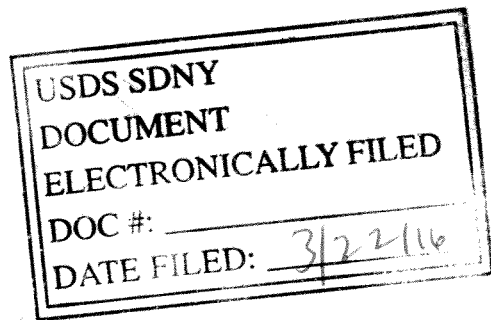 USDS SDNY
DOCUMENT
ELECTRONICALLY FILED
DOC #:
DATE FILED: 3/22/16